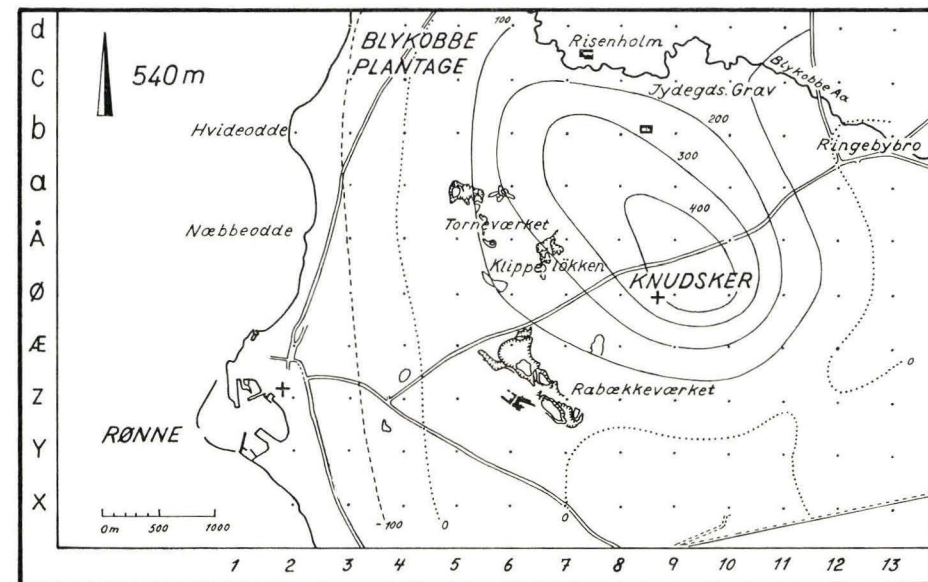 d
c
b
a
Å
Ø
Æ
Z
Y
X
540 m
BLYKOBBE
PLANTAGE
100
Risenholm
Blykobbe Aa
Jydegds. Grav
Hvideodde
200
Ringebybro
300
400
Næbbeodde
Torneværket
Klippeløkken
KNUDSKER
0
Rabækkeværket
RØNNE
0m 500 1000
-100
0
0
1 2 3 4 5 6 7 8 9 10 11 12 13